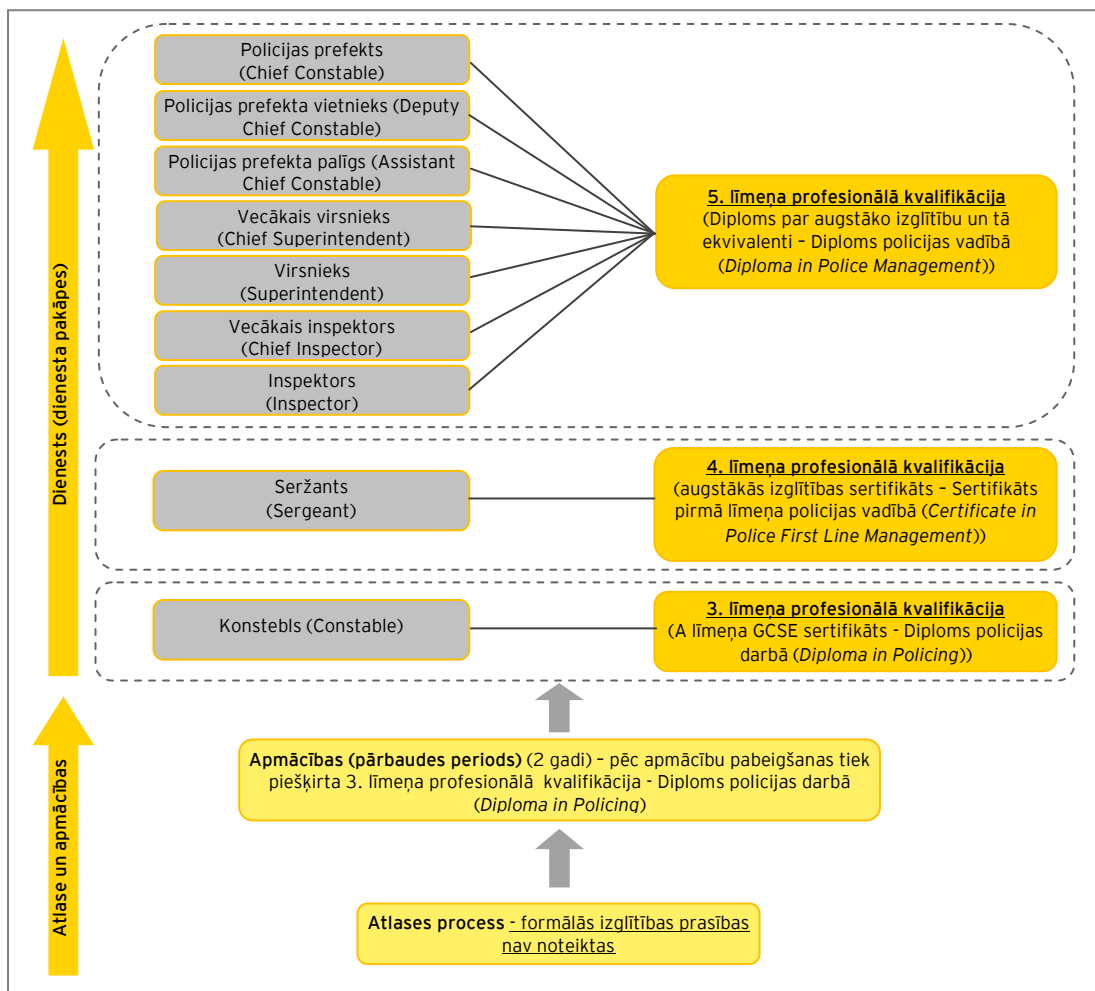 Dienests (dienesta pakāpes)
Policijas prefekts
(Chief Constable)
Policijas prefekta vietnieks (Deputy
Chief Constable)
Policijas prefekta palīgs (Assistant
Chief Constable)
Vecākais virsnieks
(Chief Superintendent)
Virsnieks
(Superintendent)
Vecākais inspektors
(Chief Inspector)
Inspektors
(Inspector)
5. līmeņa profesionālā kvalifikācija
(Diploms par augstāko izglītību un tā
ekvivalenti – Diploms policijas vadībā
(Diploma in Police Management))
Seržants
(Sergeant)
4. līmeņa profesionālā kvalifikācija
(augstākās izglītības sertifikāts – Sertifikāts
pirmā līmeņa policijas vadībā (Certificate in
Police First Line Management))
Konstebls (Constable)
3. līmeņa profesionālā kvalifikācija
(A līmeņa GCSE sertifikāts - Diploms policijas
darbā (Diploma in Policing))
Atlase un apmācības
Apmācības (pārbaudes periods) (2 gadi) – pēc apmācību pabeigšanas tiek
piešķirta 3. līmeņa profesionālā kvalifikācija - Diploms policijas darbā
(Diploma in Policing)
Atlases process - formālās izglītības prasības
nav noteiktas